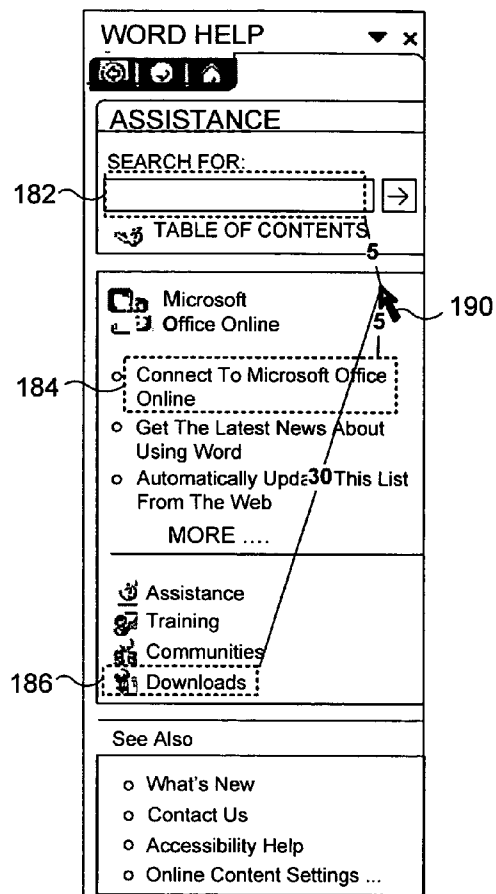 WORD HELP
ASSISTANCE
SEARCH FOR:
182
TABLE OF CONTENTS
5
190
Microsoft
Office Online
5
184
Connect To Microsoft Office
Online
Get The Latest News About
Using Word
Automatically Upda30This List
From The Web
MORE ....
Assistance
Training
Communities
186
Downloads
See Also
What's New
Contact Us
Accessibility Help
Online Content Settings ...